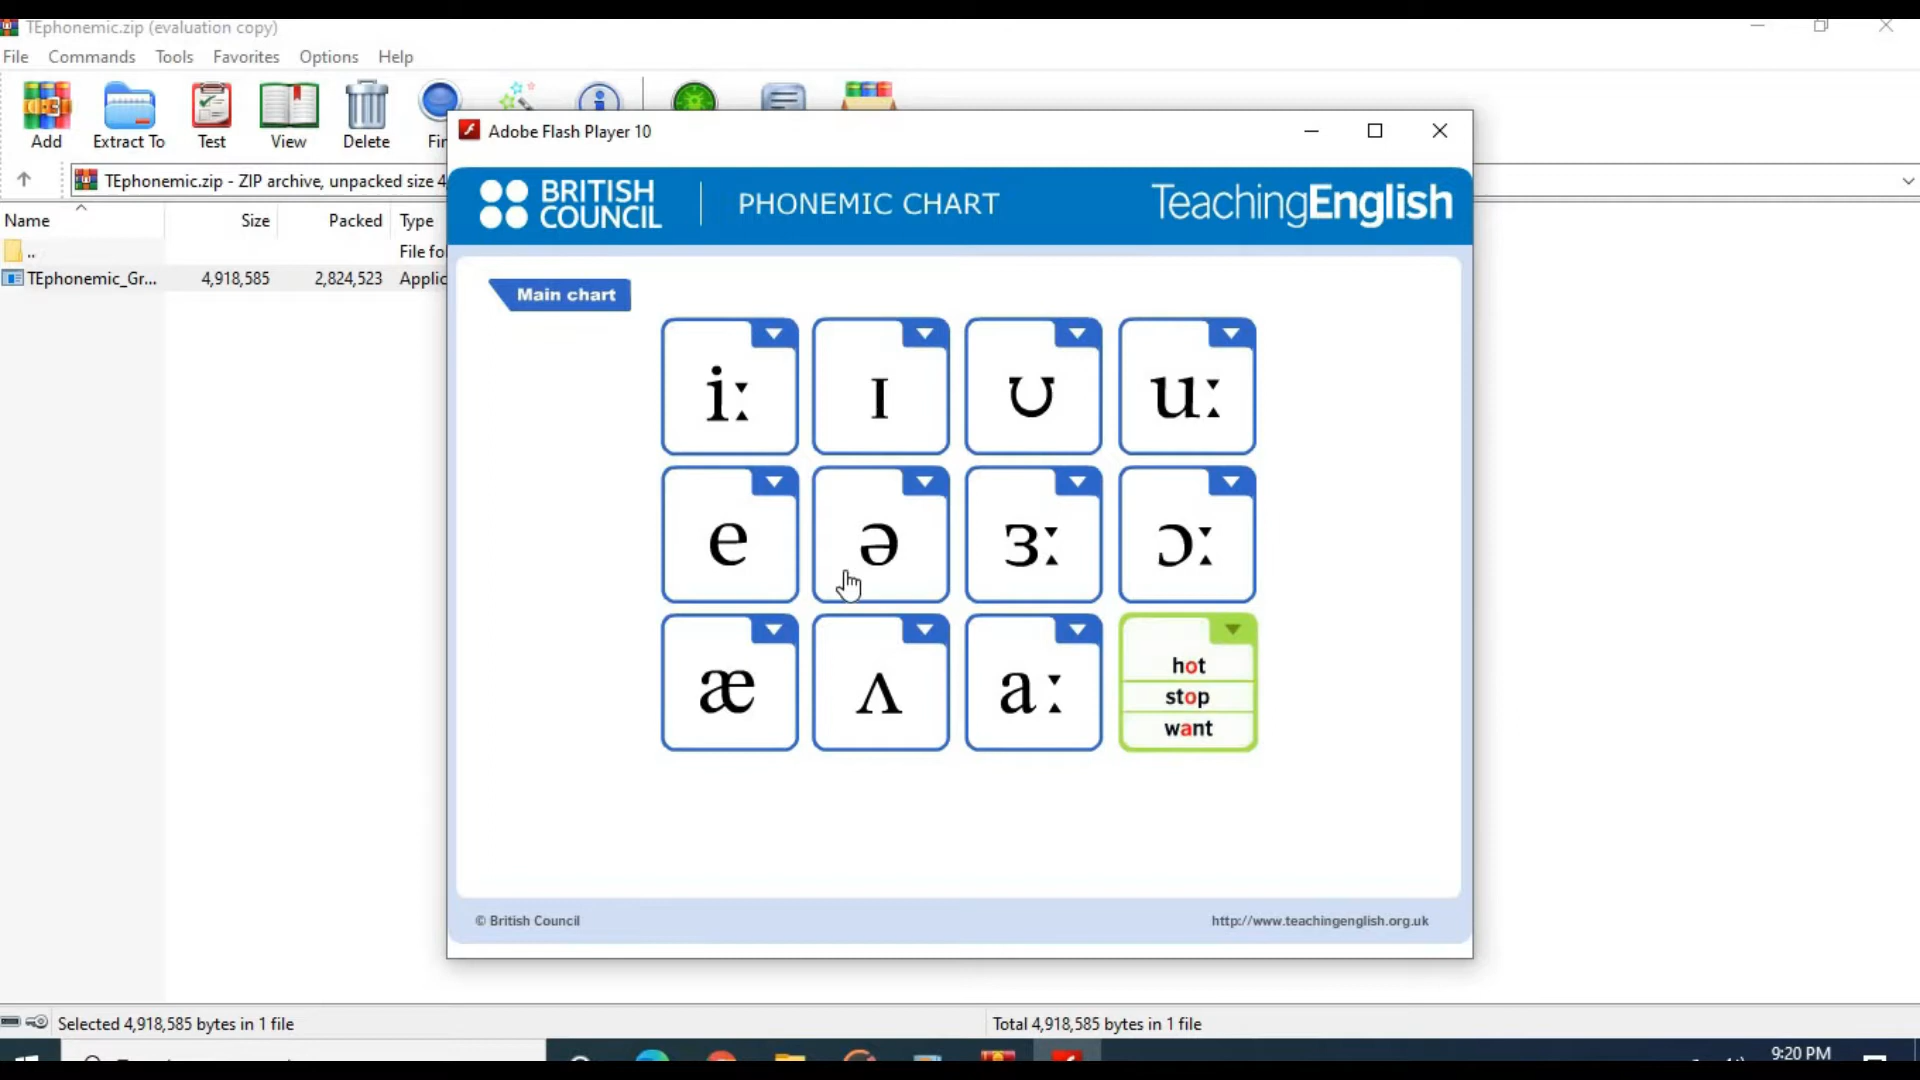 TEphonemic.zip (evaluation copy)
File Commands Tools Favorites Options Help
Add Extract To Test View Delete
TEphonemic.zip - ZIP archive, unpacked size 4
Name Size Packed Type
.. File fo
TEphonemic_Gr... 4,918,585 2,824,523 Applic
Adobe Flash Player 10
BRITISH COUNCIL
PHONEMIC CHART
TeachingEnglish
Main chart
iː ɪ ʊ uː
e ə ɜː ɔː
æ ʌ aː
hot
stop
want
© British Council
http://www.teachingenglish.org.uk
Selected 4,918,585 bytes in 1 file
Total 4,918,585 bytes in 1 file
9:20 PM